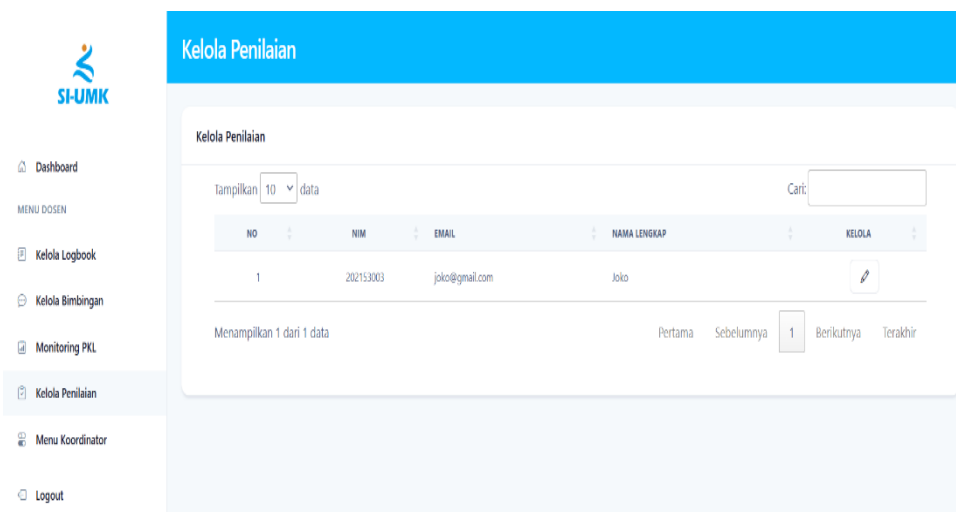 SI-UMK
Dashboard
MENU DOSEN
Kelola Logbook
Kelola Bimbingan
Monitoring PKL
Kelola Penilaian
Menu Koordinator
Logout
Kelola Penilaian
Kelola Penilaian
Tampilkan 10 data Cari:
NO NIM EMAIL NAMA LENGKAP KELOLA
1 202153003 joko@gmail.com Joko
Menampilkan 1 dari 1 data Pertama Sebelumnya 1 Berikutnya Terakhir